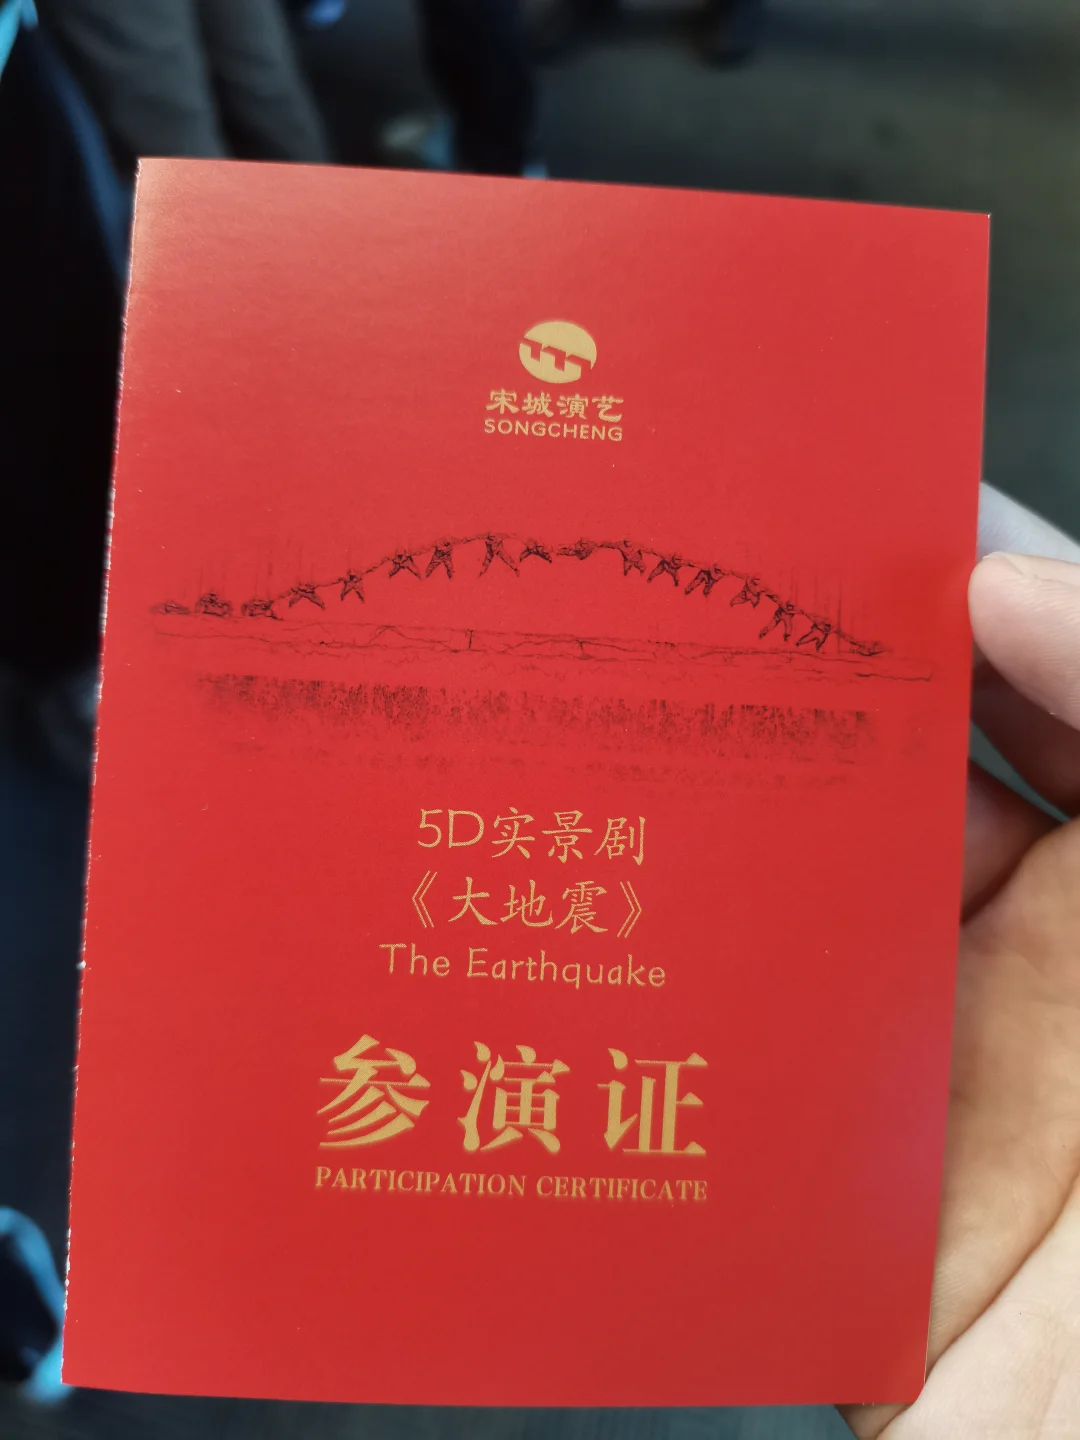 宋城演艺
SONGCHENG
5D实景剧
《大地震》
The Earthquake
参演证
PARTICIPATION CERTIFICATE